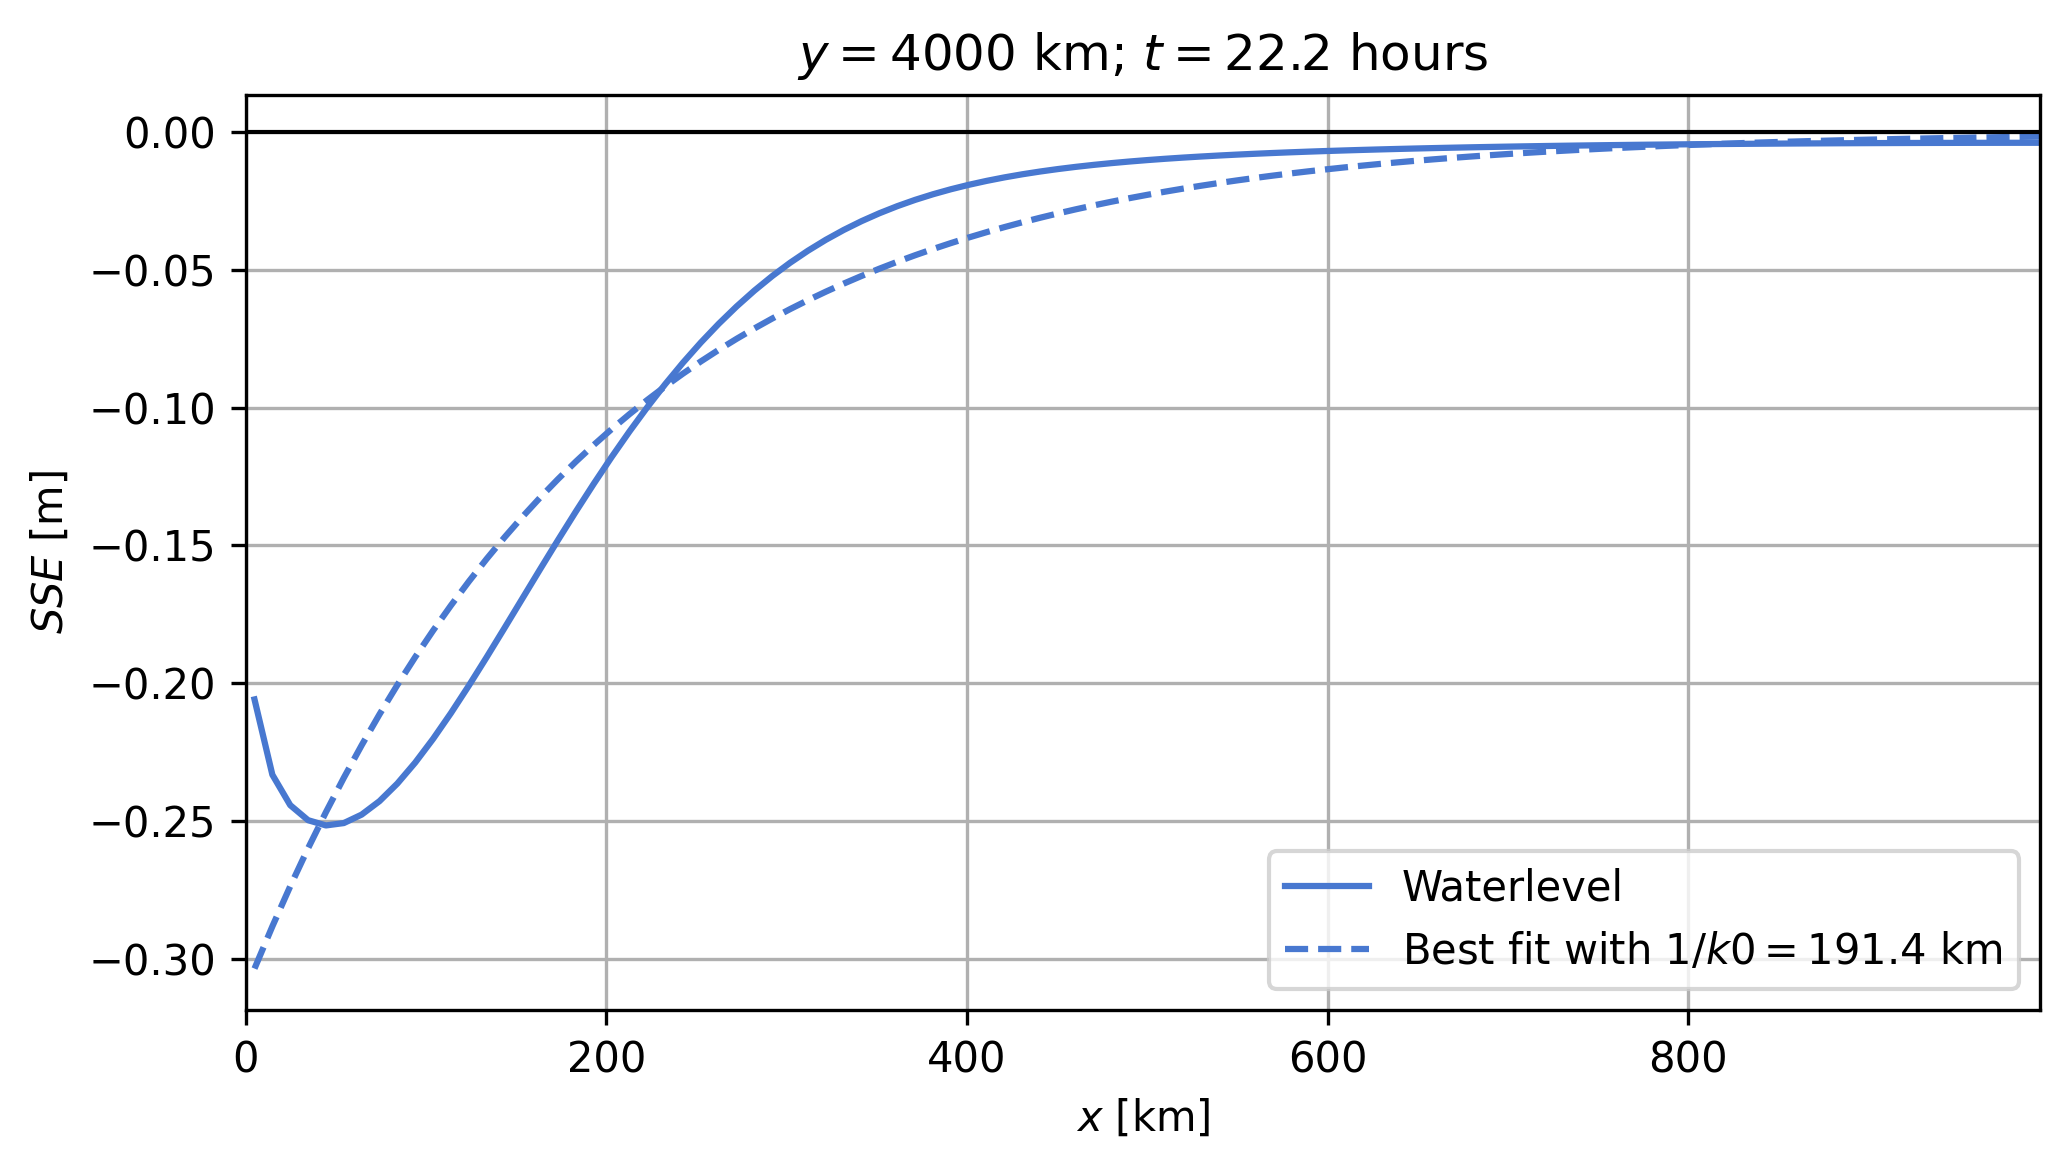 y = 4000 km; t = 22.2 hours
SSE [m]
0.00
−0.05
−0.10
−0.15
−0.20
−0.25
−0.30
Waterlevel
Best fit with 1/k0 = 191.4 km
0 200 400 600 800
x [km]